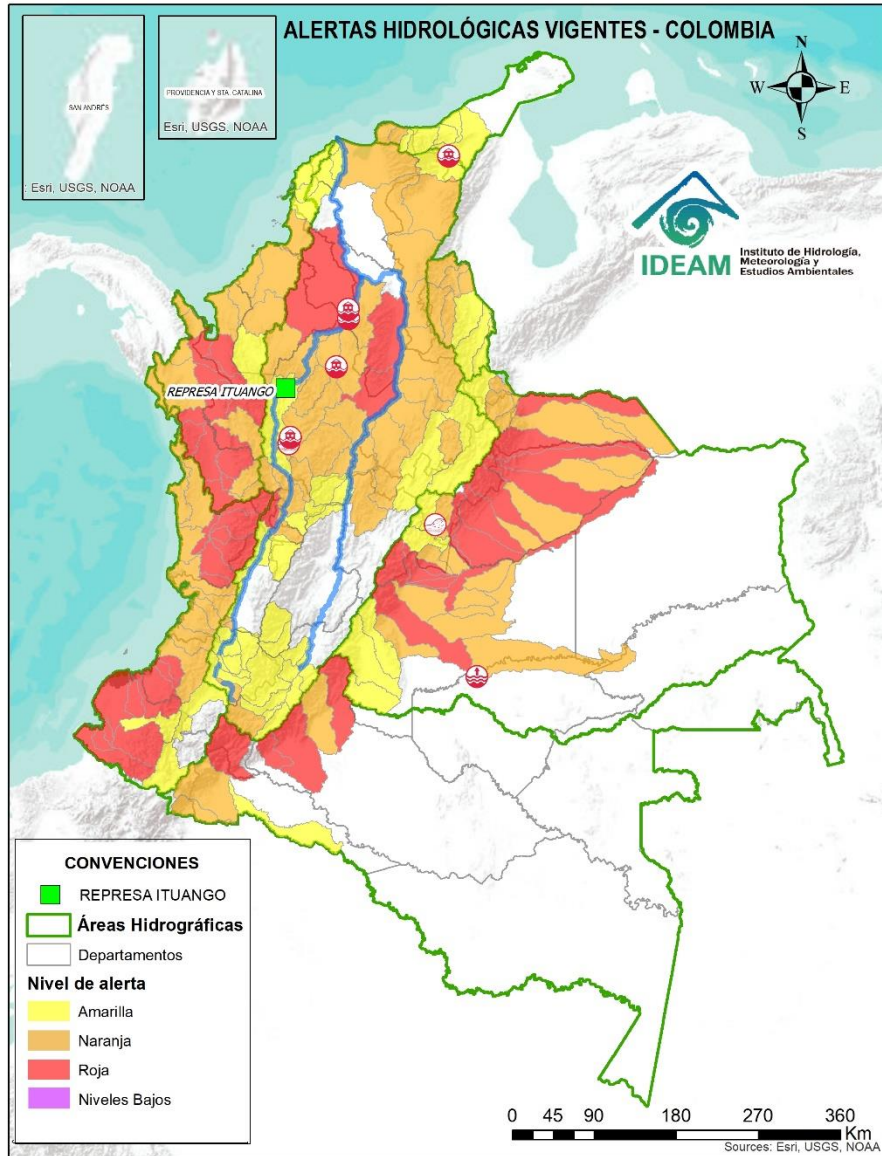 ALERTAS HIDROLÓGICAS VIGENTES - COLOMBIA
SAN ANDRÉS
: Esri, USGS, NOAA
PROVIDENCIA Y STA. CATALINA
Esri, USGS, NOAA
N
W
E
S
IDEAM
Instituto de Hidrología,
Meteorología y
Estudios Ambientales
REPRESA ITUANGO
CONVENCIONES
REPRESA ITUANGO
Áreas Hidrográficas
Departamentos
Nivel de alerta
Amarilla
Naranja
Roja
Niveles Bajos
0 45 90 180 270 360
Km
Sources: Esri, USGS, NOAA